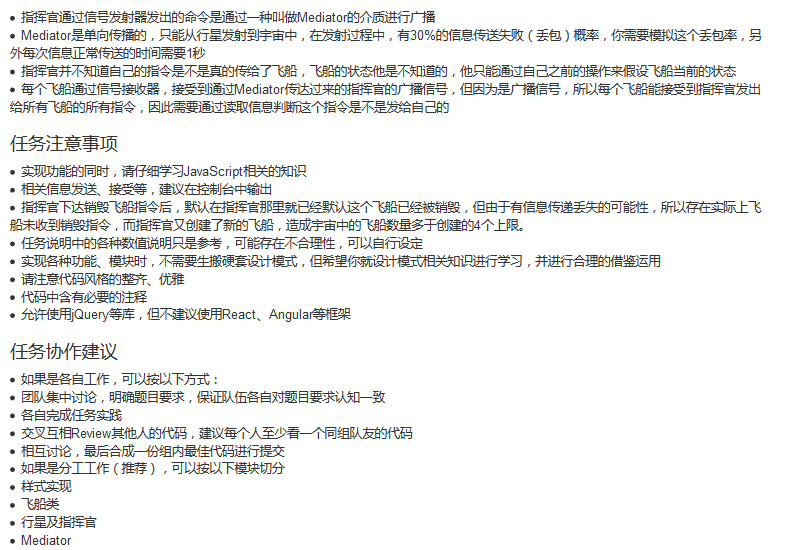 ● 指挥官通过信号发射器发出的命令是通过一种叫做Mediator的介质进行广播
● Mediator是单向传播的，只能从行星发射到宇宙中，在发射过程中，有30%的信息传送失败（丢包）概率，你需要模拟这个丢包率，另
外每次信息正常传送的时间需要1秒
● 指挥官并不知道自己的指令是不是真的传给了飞船，飞船的状态他是不知道的，他只能通过自己之前的操作来假设飞船当前的状态
● 每个飞船通过信号接收器，接受到通过Mediator传达过来的指挥官的广播信号，但因为是广播信号，所以每个飞船能接受到指挥官发出
给所有飞船的所有指令，因此需要通过读取信息判断这个指令是不是发给自己的
任务注意事项
● 实现功能的同时，请仔细学习JavaScript相关的知识
● 相关信息发送、接受等，建议在控制台中输出
● 指挥官下达销毁飞船指令后，默认在指挥官那里就已经默认这个飞船已经被销毁，但由于有信息传递丢失的可能性，所以存在实际上飞
船未收到销毁指令，而指挥官又创建了新的飞船，造成宇宙中的飞船数量多于创建的4个上限。
● 任务说明中的各种数值说明只是参考，可能存在不合理性，可以自行设定
● 实现各种功能、模块时，不需要生搬硬套设计模式，但希望你就设计模式相关知识进行学习，并进行合理的借鉴运用
● 请注意代码风格的整齐、优雅
● 代码中含有必要的注释
● 允许使用jQuery等库，但不建议使用React、Angular等框架
任务协作建议
● 如果是各自工作，可以按以下方式：
● 团队集中讨论，明确题目要求，保证队伍各自对题目要求认知一致
● 各自完成任务实践
● 交叉互相Review其他人的代码，建议每个人至少看一个同组队友的代码
● 相互讨论，最后合成一份组内最佳代码进行提交
● 如果是分工工作（推荐），可以按以下模块切分
● 样式实现
● 飞船类
● 行星及指挥官
● Mediator